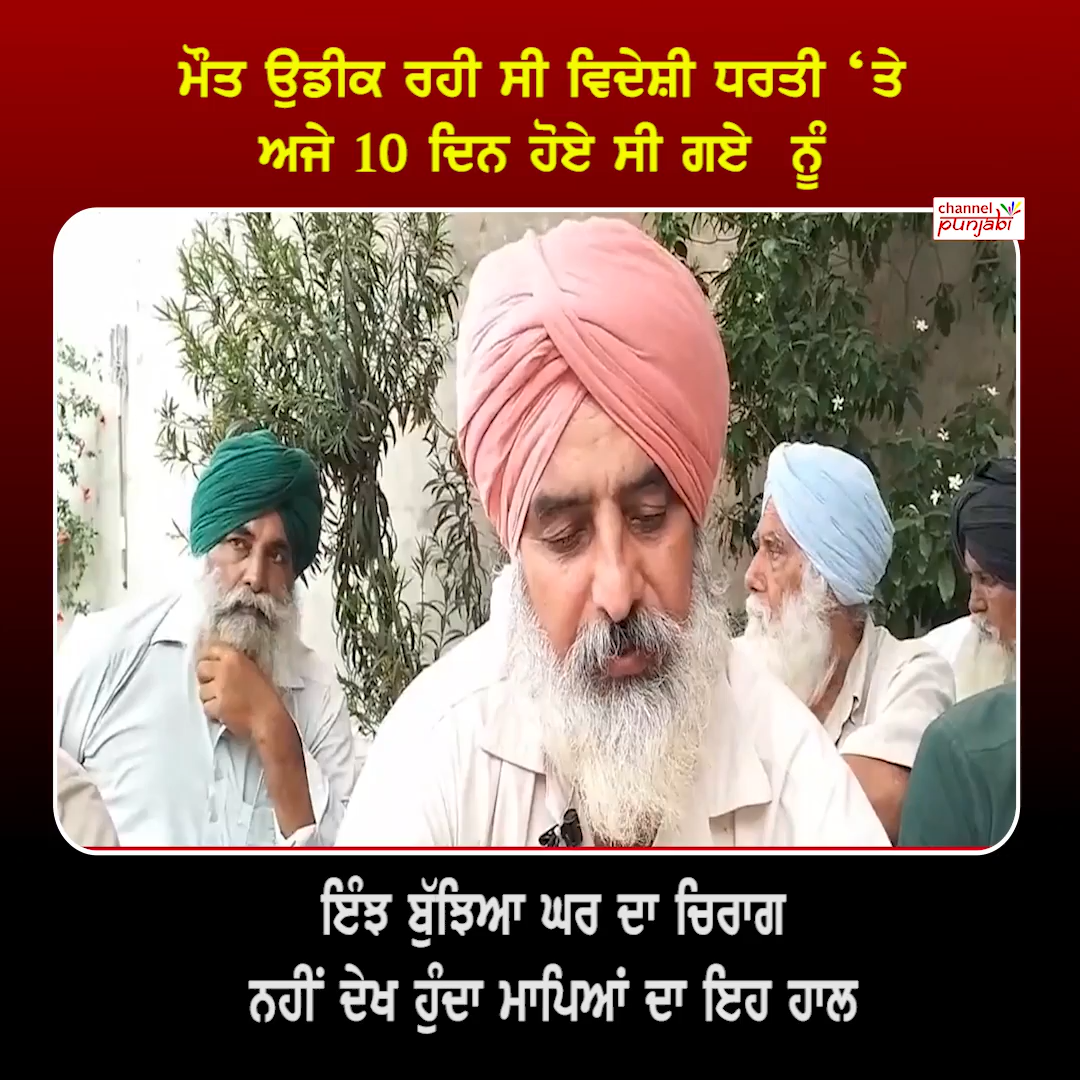 ਮੌਤ ਉਡੀਕ ਰਹੀ ਸੀ ਵਿਦੇਸ਼ੀ ਧਰਤੀ ‘ਤੇ
ਅਜੇ 10 ਦਿਨ ਹੋਏ ਸੀ ਗਏ ਨੂੰ
channel
punjabi
ਇੰਝ ਬੁੱਝਿਆ ਘਰ ਦਾ ਚਿਰਾਗ
ਨਹੀਂ ਦੇਖ ਹੁੰਦਾ ਮਾਪਿਆਂ ਦਾ ਇਹ ਹਾਲ